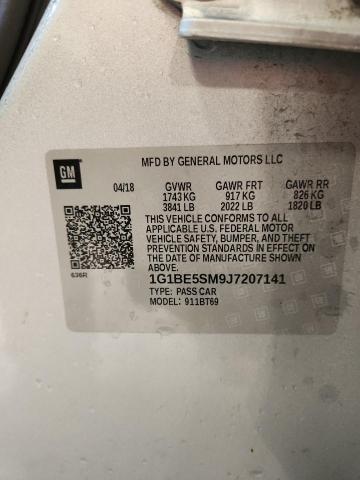 GM
MFD BY GENERAL MOTORS LLC
04/18 GVWR GAWR FRT GAWR RR
1743 KG 917 KG 826 KG
3841 LB 2022 LB 1820 LB
THIS VEHICLE CONFORMS TO ALL
APPLICABLE U.S. FEDERAL MOTOR
VEHICLE SAFETY, BUMPER, AND THEFT
PREVENTION STANDARDS IN EFFECT ON
THE DATE OF MANUFACTURE SHOWN
ABOVE.
636R
1G1BE5SM9J7207141
TYPE: PASS CAR
MODEL: 911BT69